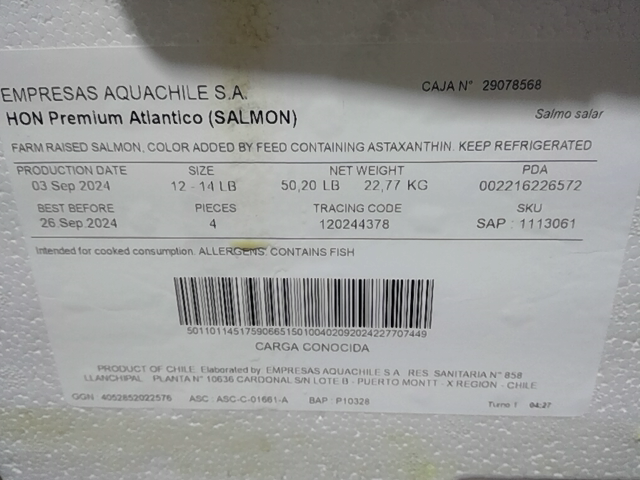 EMPRESAS AQUACHILE S.A.
CAJA N° 29078568
HON Premium Atlantico (SALMON)
Salmo salar
FARM RAISED SALMON, COLOR ADDED BY FEED CONTAINING ASTAXANTHIN. KEEP REFRIGERATED
PRODUCTION DATE SIZE NET WEIGHT PDA
03 Sep 2024 12 - 14 LB 50,20 LB 22,77 KG 002216226572
BEST BEFORE PIECES TRACING CODE SKU
26 Sep 2024 4 120244378 SAP : 1113061
Intended for cooked consumption. ALLERGENS: CONTAINS FISH
5011011451759066515010040209202422770 7449
CARGA CONOCIDA
PRODUCT OF CHILE. Elaborated by EMPRESAS AQUACHILE S.A. RES. SANITARIA N° 858
LLANCHIPAL PLANTA N° 10636 CARDONAL S/N LOTE B - PUERTO MONTT - X REGION - CHILE
GGN 4052852022576 ASC : ASC-C-01661-A BAP : P10328 Turno 1 04:27